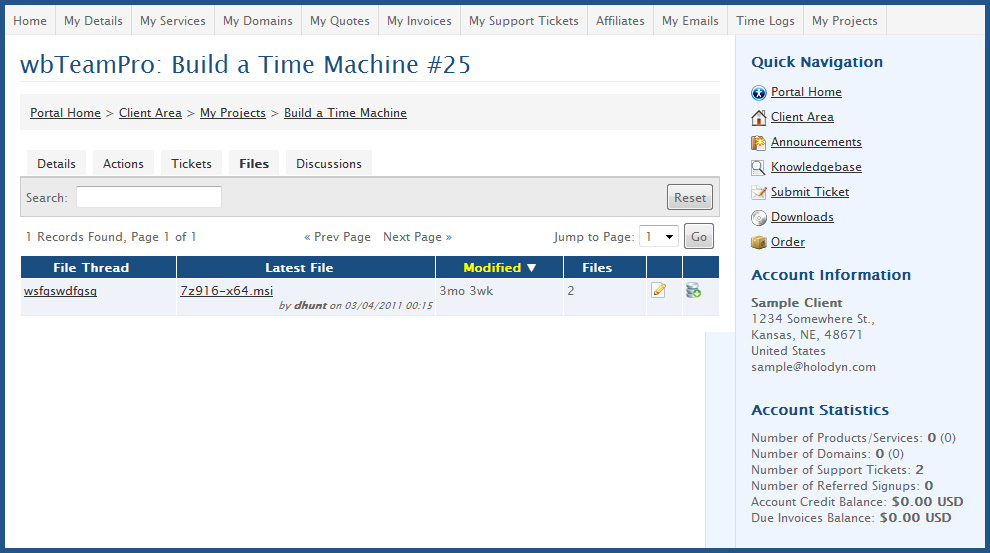 Home My Details My Services My Domains My Quotes My Invoices My Support Tickets Affiliates My Emails Time Logs My Projects
wbTeamPro: Build a Time Machine #25
Portal Home > Client Area > My Projects > Build a Time Machine
Details Actions Tickets Files Discussions
Search: Reset
1 Records Found, Page 1 of 1 « Prev Page Next Page » Jump to Page: 1 Go
File Thread Latest File Modified ▼ Files
wsfgswdfgsg 7z916-x64.msi 3mo 3wk 2
by dhunt on 03/04/2011 00:15
Quick Navigation
Portal Home
Client Area
Announcements
Knowledgebase
Submit Ticket
Downloads
Order
Account Information
Sample Client
1234 Somewhere St.,
Kansas, NE, 48671
United States
sample@holodyn.com
Account Statistics
Number of Products/Services: 0 (0)
Number of Domains: 0 (0)
Number of Support Tickets: 2
Number of Referred Signups: 0
Account Credit Balance: $0.00 USD
Due Invoices Balance: $0.00 USD